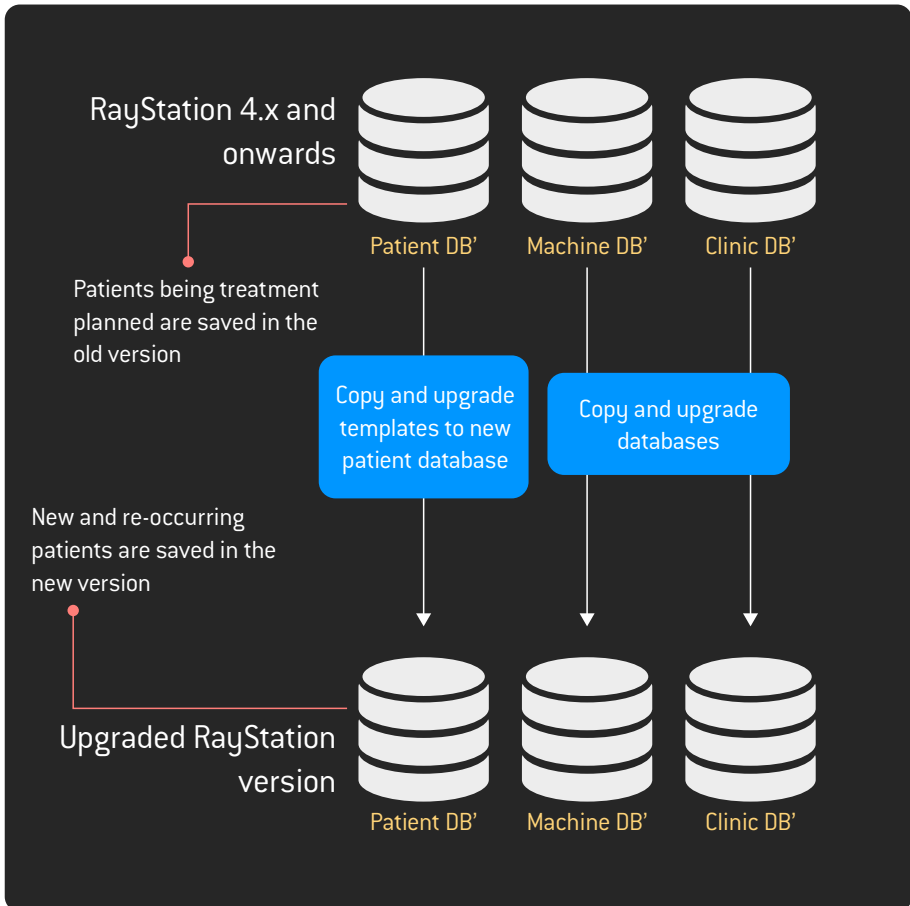 RayStation 4.x and
onwards
Patient DB’
Machine DB’
Clinic DB’
Patients being treatment
planned are saved in the
old version
Copy and upgrade
templates to new
patient database
Copy and upgrade
databases
New and re-occurring
patients are saved in the
new version
Upgraded RayStation
version
Patient DB’
Machine DB’
Clinic DB’